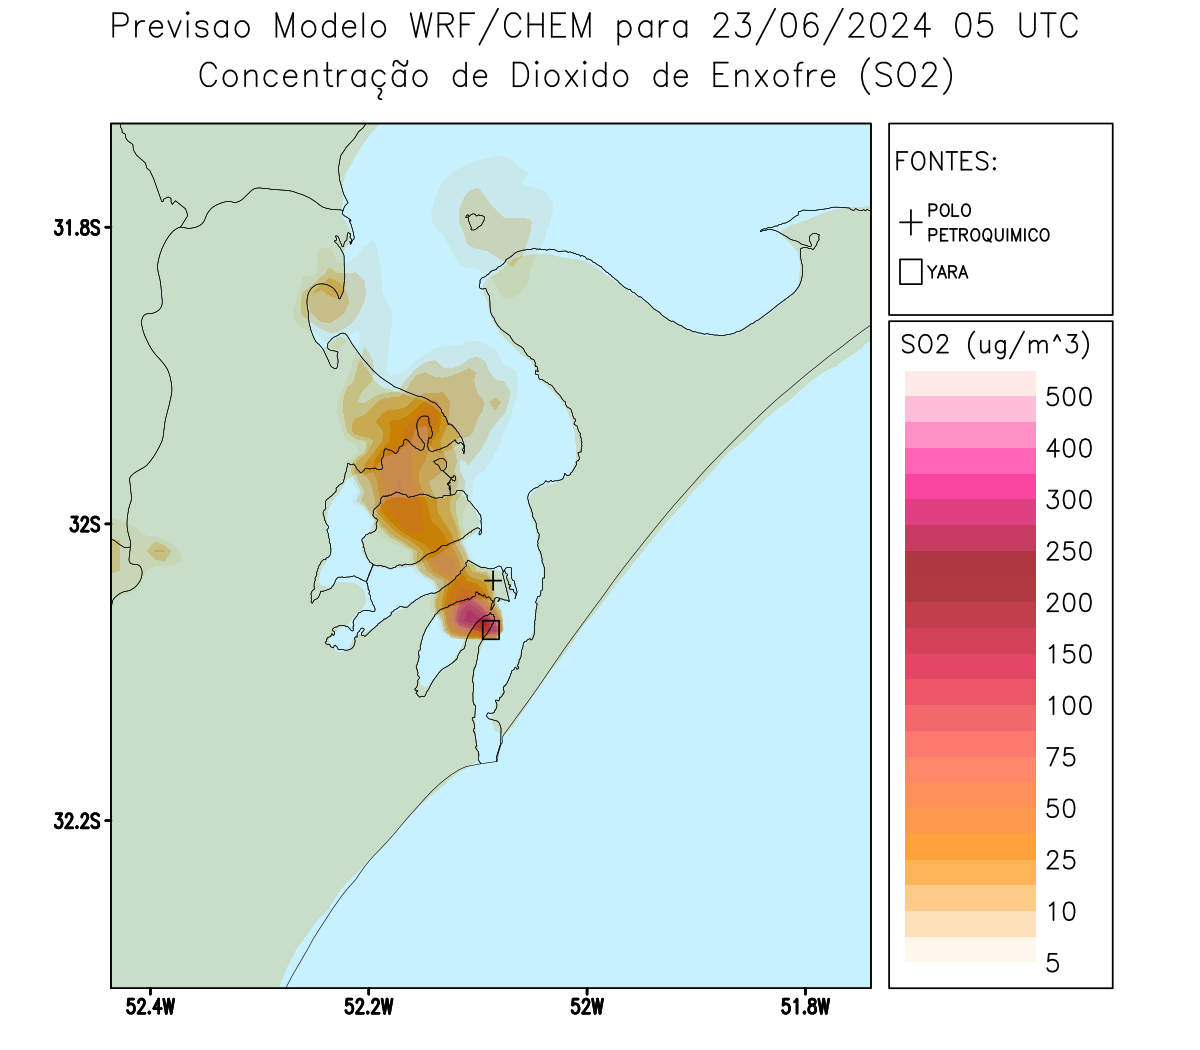 Previsao Modelo WRF/CHEM para 23/06/2024 05 UTC
Concentração de Dioxido de Enxofre (SO2)
FONTES:
POLO
PETROQUIMICO
YARA
31.8S
32S
32.2S
52.4W
52.2W
52W
51.8W
SO2 (ug/m^3)
500
400
300
250
200
150
100
75
50
25
10
5